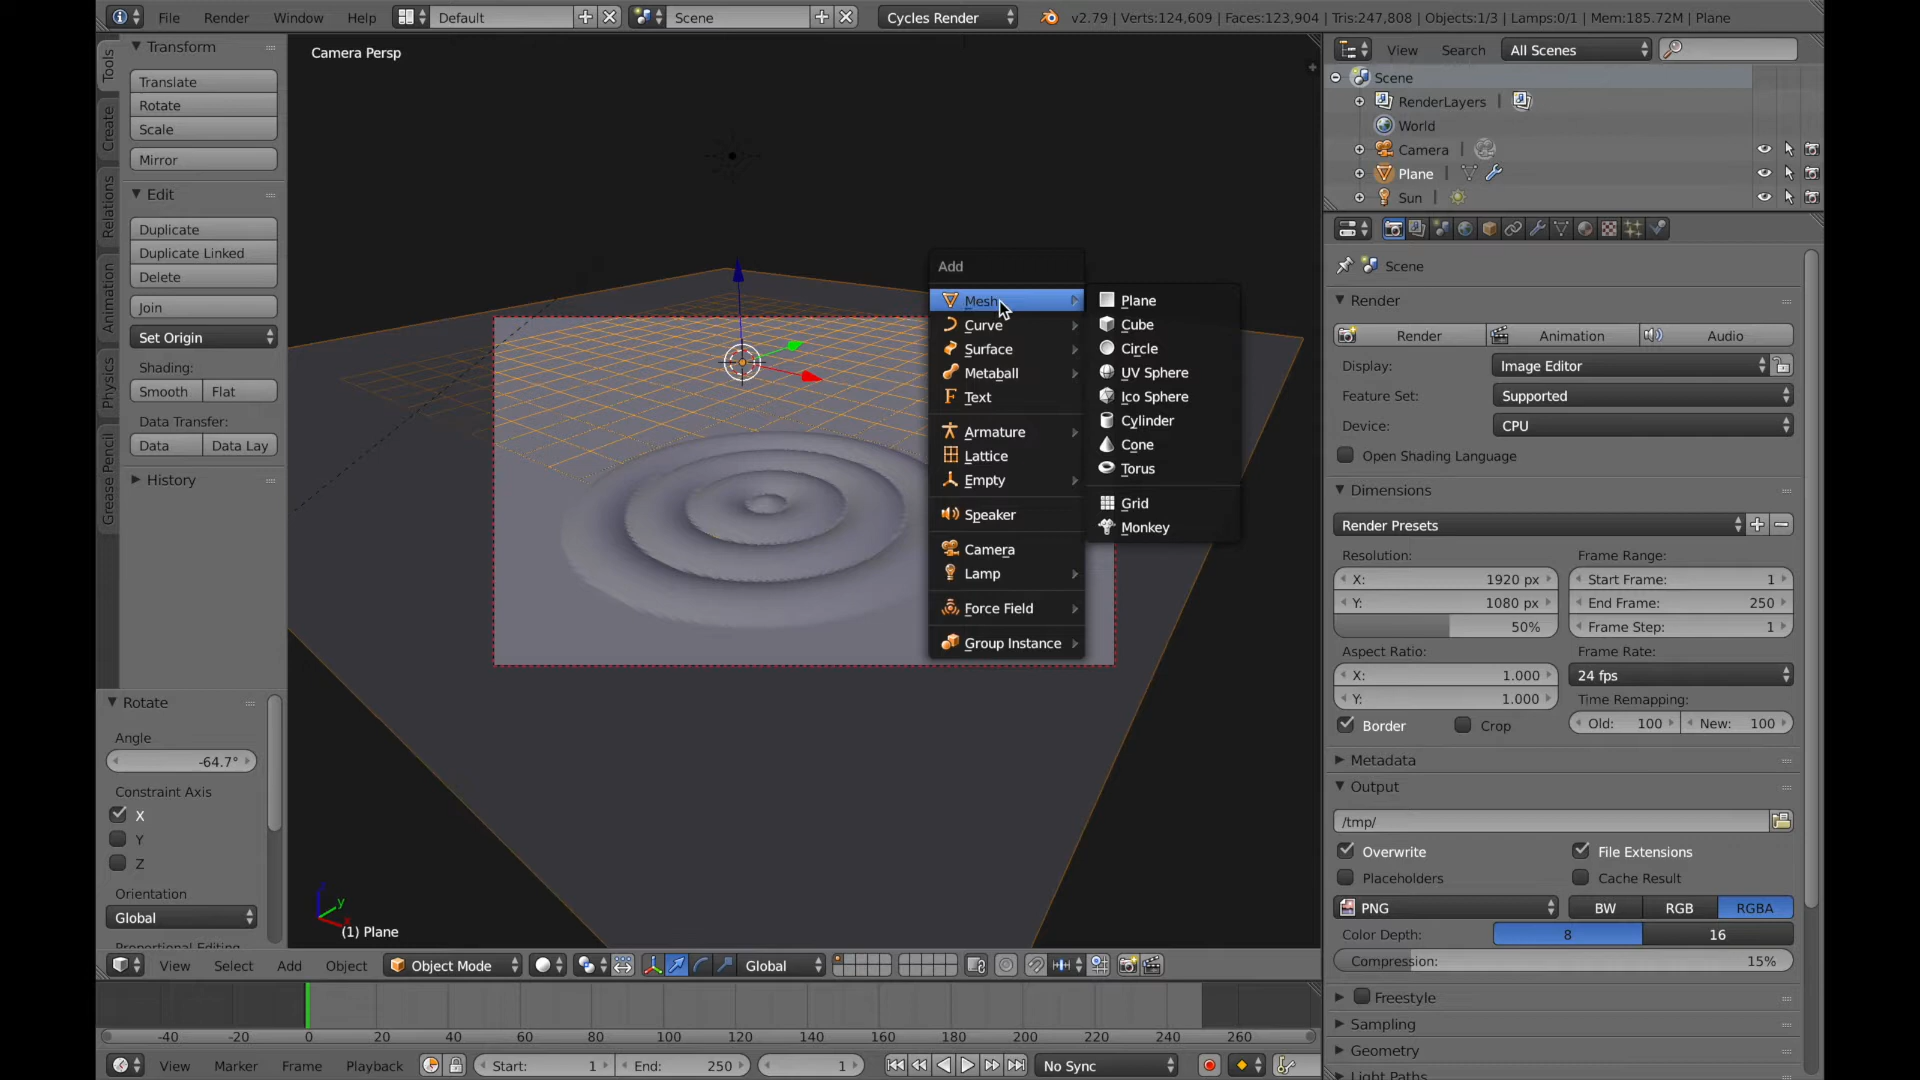 File Render Window Help Default Scene Cycles Render v2.79 | Verts:124,609 | Faces:123,904 | Tris:247,808 | Objects:1/3 | Lamps:0/1 | Mem:185.72M | Plane
Tools
Create
Relations
Animation
Physics
Grease Pencil
Transform
Translate
Rotate
Scale
Mirror
Edit
Duplicate
Duplicate Linked
Delete
Join
Set Origin
Shading:
Smooth Flat
Data Transfer:
Data Data Lay
History
Rotate
Angle
-64.7°
Constraint Axis
X
Y
Z
Orientation
Global
Camera Persp
Add
Mesh
Curve
Surface
Metaball
Text
Armature
Lattice
Empty
Speaker
Camera
Lamp
Force Field
Group Instance
Plane
Cube
Circle
UV Sphere
Ico Sphere
Cylinder
Cone
Torus
Grid
Monkey
y
(1) Plane
View Select Add Object Object Mode Global
-40 -20 0 20 40 60 80 100 120 140 160 180 200 220 240 260
View Marker Frame Playback Start: 1 End: 250 1 No Sync
View Search All Scenes
Scene
RenderLayers |
World
Camera |
Plane |
Sun |
Scene
Render
Render Animation Audio
Display: Image Editor
Feature Set: Supported
Device: CPU
Open Shading Language
Dimensions
Render Presets
Resolution: Frame Range:
X: 1920 px Start Frame: 1
Y: 1080 px End Frame: 250
50% Frame Step: 1
Aspect Ratio: Frame Rate:
X: 1.000 24 fps
Y: 1.000 Time Remapping:
Border Crop Old: 100 New: 100
Metadata
Output
/tmp/
Overwrite File Extensions
Placeholders Cache Result
PNG BW RGB RGBA
Color Depth: 8 16
Compression: 15%
Freestyle
Sampling
Geometry
Light Paths